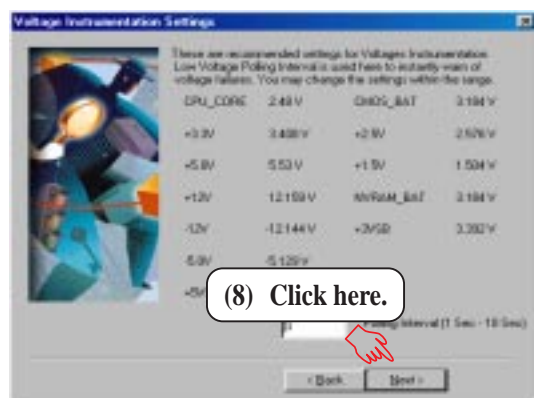 Voltage Instrumentation Settings
These are recommended settings for Voltages Instrumentation.
Low Voltage Polling Interval is used here to instantly warn of
voltage failures. You may change the settings within the range.
CPU_CORE 2.48 V CMOS_BAT 3.184 V
+3.3V 3.408 V +2.5V 2.576 V
+5.0V 5.53 V +1.5V 1.504 V
+12V 12.159 V NVRAM_BAT 3.184 V
-12V -12.144 V +3VSB 3.392 V
-5.0V -5.129 V
(8) Click here.
Polling Interval (1 Sec - 10 Sec)
< Back Next >